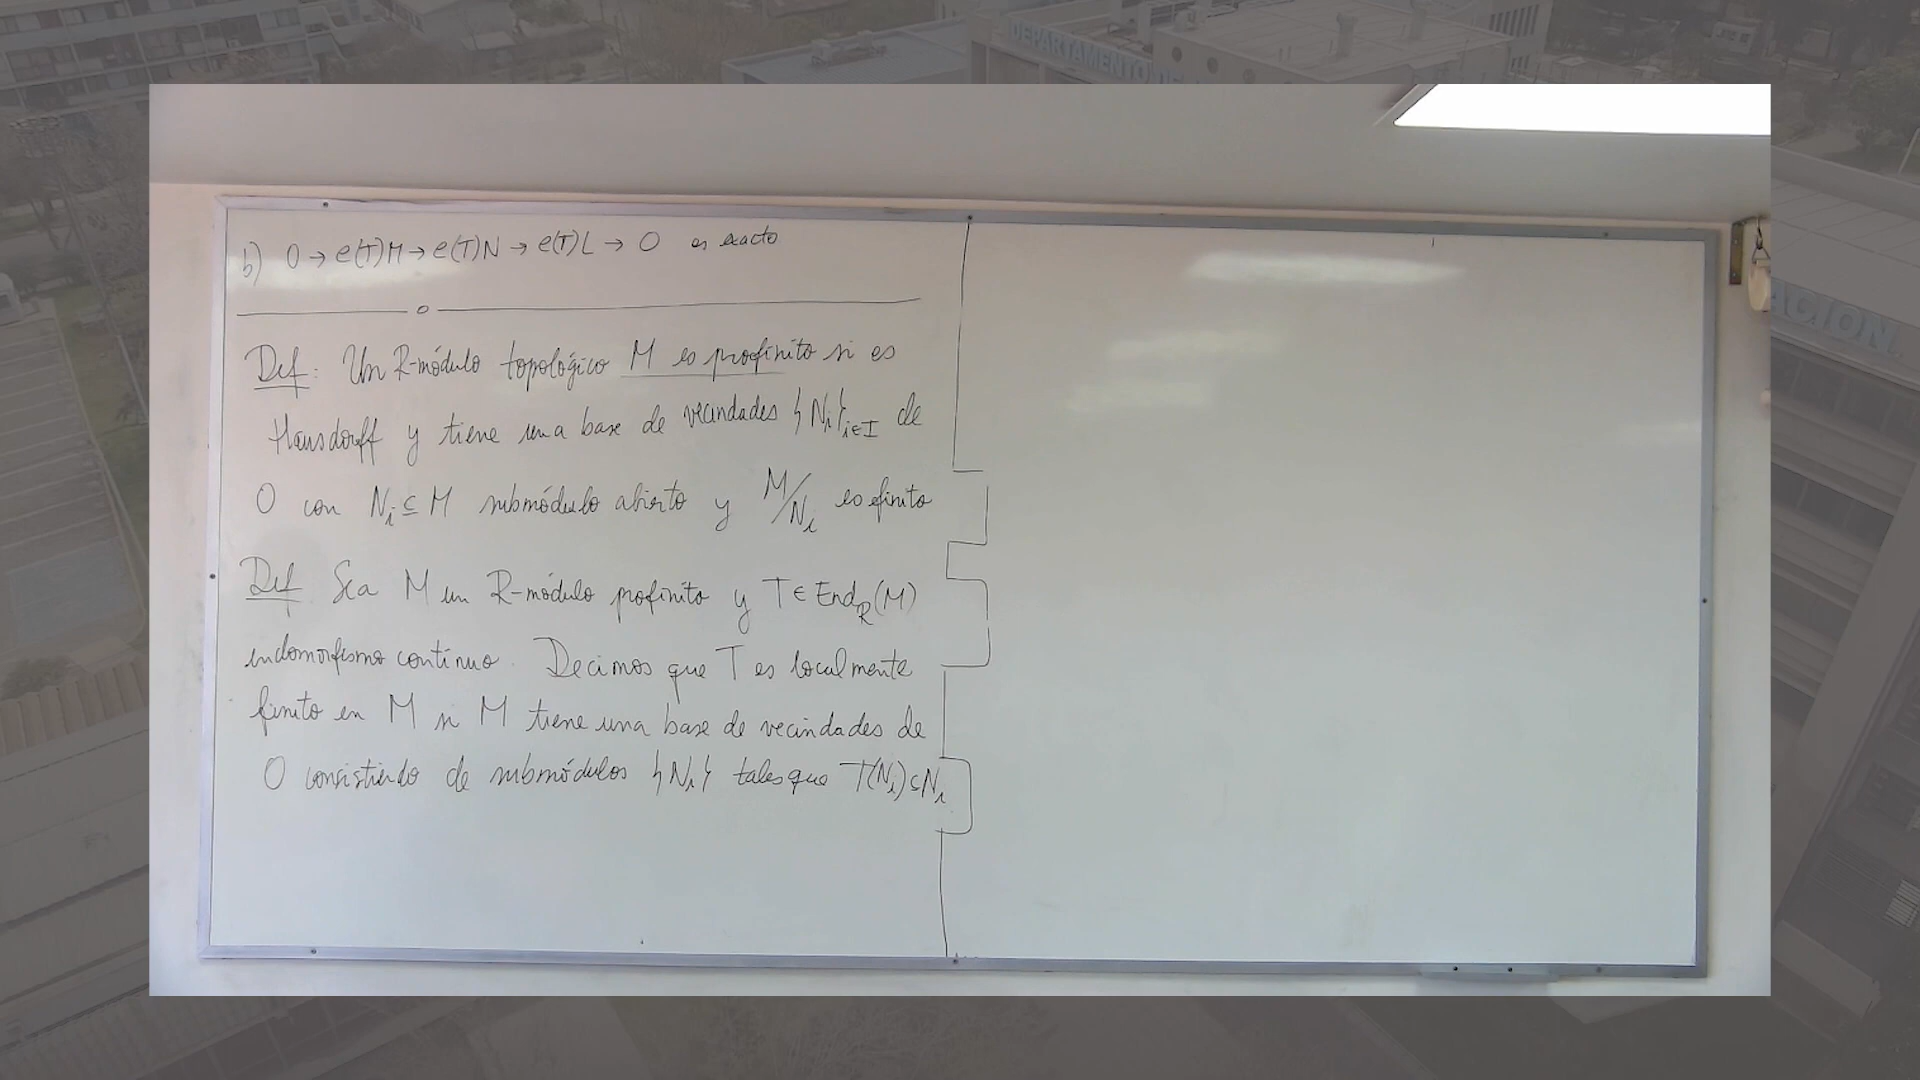 DEPARTAMENTO DE
b) 0 → e(T)M → e(T)N → e(T)L → 0 es exacto
Def: Un R-módulo topológico M es profinito si es
Hausdorff y tiene una base de vecindades {Ni}i∈I de
0 con Ni ⊆ M submódulo abierto y M/Ni es finito
Def Sea M un R-módulo profinito y T ∈ EndR(M)
endomorfismo continuo. Decimos que T es localmente
finito en M si M tiene una base de vecindades de
0 consistiendo de submódulos {Ni} tales que T(Ni) ⊆ Ni